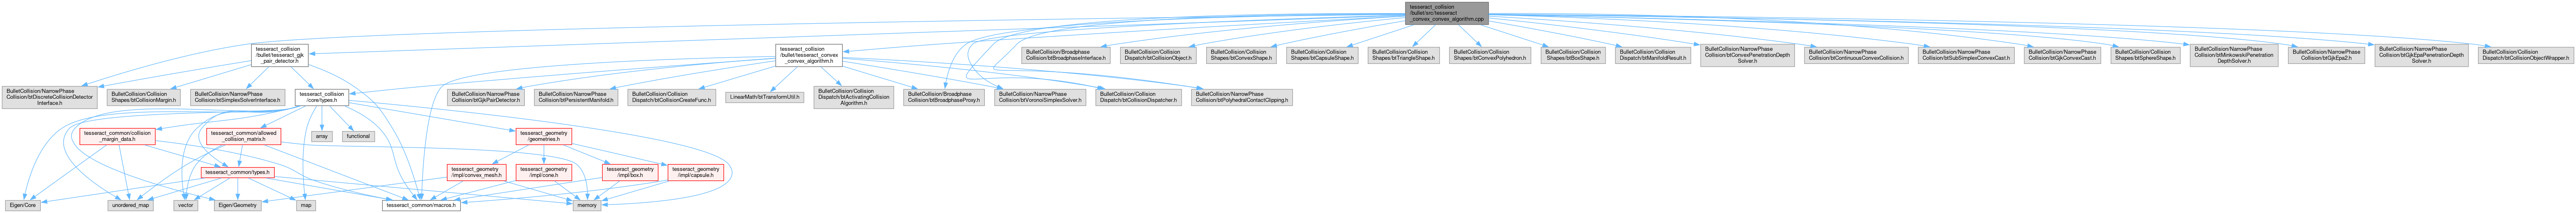 tesseract_collision
/bullet/src/tesseract
_convex_convex_algorithm.cpp
tesseract_collision
/bullet/tesseract_gjk
_pair_detector.h
tesseract_collision
/bullet/tesseract_convex
_convex_algorithm.h
BulletCollision/Broadphase
Collision/btBroadphaseInterface.h
BulletCollision/Collision
Dispatch/btCollisionObject.h
BulletCollision/Collision
Shapes/btConvexShape.h
BulletCollision/Collision
Shapes/btCapsuleShape.h
BulletCollision/Collision
Shapes/btTriangleShape.h
BulletCollision/Collision
Shapes/btConvexPolyhedron.h
BulletCollision/Collision
Shapes/btBoxShape.h
BulletCollision/Collision
Dispatch/btManifoldResult.h
BulletCollision/NarrowPhase
Collision/btConvexPenetrationDepth
Solver.h
BulletCollision/NarrowPhase
Collision/btContinuousConvexCollision.h
BulletCollision/NarrowPhase
Collision/btSubSimplexConvexCast.h
BulletCollision/NarrowPhase
Collision/btGjkConvexCast.h
BulletCollision/Collision
Shapes/btSphereShape.h
BulletCollision/NarrowPhase
Collision/btMinkowskiPenetration
DepthSolver.h
BulletCollision/NarrowPhase
Collision/btGjkEpa2.h
BulletCollision/NarrowPhase
Collision/btGjkEpaPenetrationDepth
Solver.h
BulletCollision/Collision
Dispatch/btCollisionObjectWrapper.h
BulletCollision/NarrowPhase
Collision/btDiscreteCollisionDetector
Interface.h
BulletCollision/Collision
Shapes/btCollisionMargin.h
BulletCollision/NarrowPhase
Collision/btSimplexSolverInterface.h
tesseract_collision
/core/types.h
BulletCollision/NarrowPhase
Collision/btGjkPairDetector.h
BulletCollision/NarrowPhase
Collision/btPersistentManifold.h
BulletCollision/Collision
Dispatch/btCollisionCreateFunc.h
LinearMath/btTransformUtil.h
BulletCollision/Collision
Dispatch/btActivatingCollision
Algorithm.h
BulletCollision/Broadphase
Collision/btBroadphaseProxy.h
BulletCollision/NarrowPhase
Collision/btVoronoiSimplexSolver.h
BulletCollision/Collision
Dispatch/btCollisionDispatcher.h
BulletCollision/NarrowPhase
Collision/btPolyhedralContactClipping.h
tesseract_common/collision
_margin_data.h
tesseract_common/allowed
_collision_matrix.h
array
functional
tesseract_geometry
/geometries.h
tesseract_common/types.h
tesseract_geometry
/impl/convex_mesh.h
tesseract_geometry
/impl/cone.h
tesseract_geometry
/impl/box.h
tesseract_geometry
/impl/capsule.h
Eigen/Core
unordered_map
vector
Eigen/Geometry
map
tesseract_common/macros.h
memory